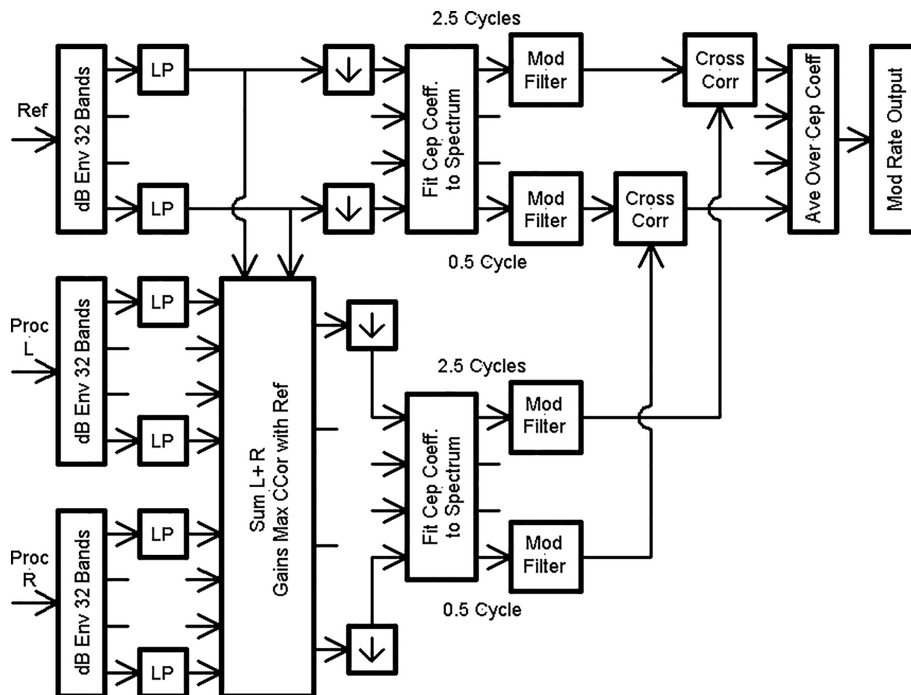 2.5 Cycles
Ref
dB Env 32 Bands
LP
LP
Fit Cep Coeff.
to Spectrum
Mod
Filter
Mod
Filter
0.5 Cycle
Cross
Corr
Cross
Corr
Ave Over Cep Coeff
Mod Rate Output
Proc
L
dB Env 32 Bands
LP
LP
Proc
R
dB Env 32 Bands
LP
LP
Sum L+R
Gains Max CCor with Ref
2.5 Cycles
Fit Cep Coeff.
to Spectrum
Mod
Filter
Mod
Filter
0.5 Cycle